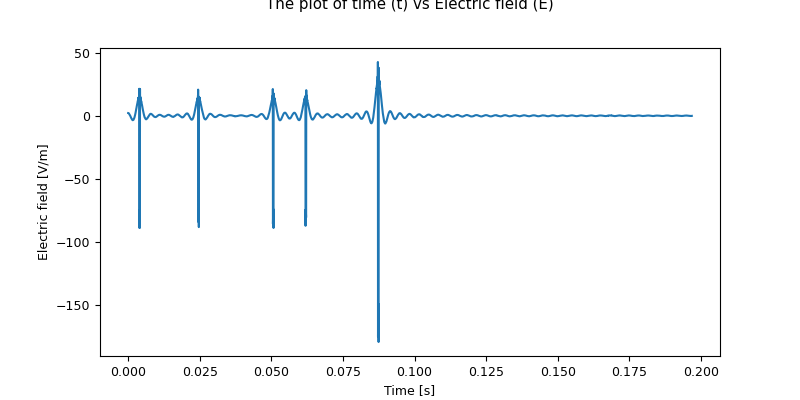 The plot of time (t) vs Electric field (E)
50
0
−50
−100
−150
Electric field [V/m]
0.000 0.025 0.050 0.075 0.100 0.125 0.150 0.175 0.200
Time [s]